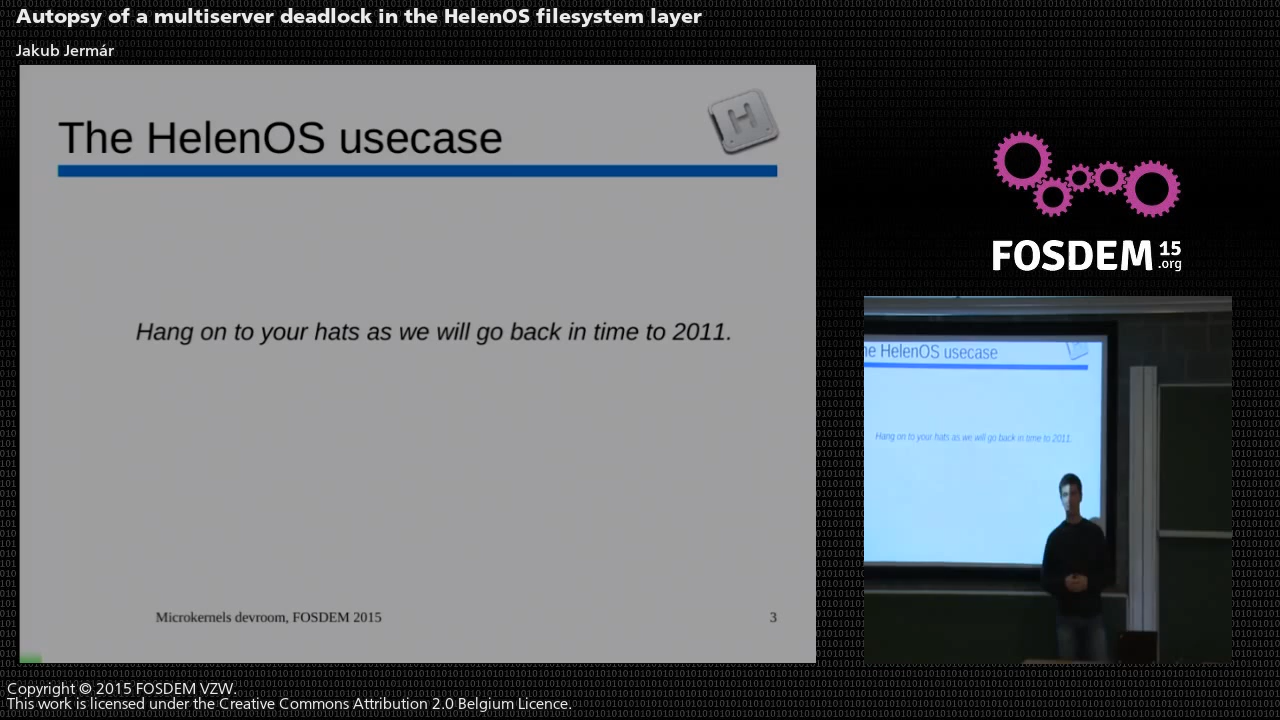 Autopsy of a multiserver deadlock in the HelenOS filesystem layer
Jakub Jermár
The HelenOS usecase
H
Hang on to your hats as we will go back in time to 2011.
Microkernels devroom, FOSDEM 2015
3
FOSDEM 15
.org
he HelenOS usecase
Hang on to your hats as we will go back in time to 2011.
Copyright © 2015 FOSDEM VZW.
This work is licensed under the Creative Commons Attribution 2.0 Belgium Licence.